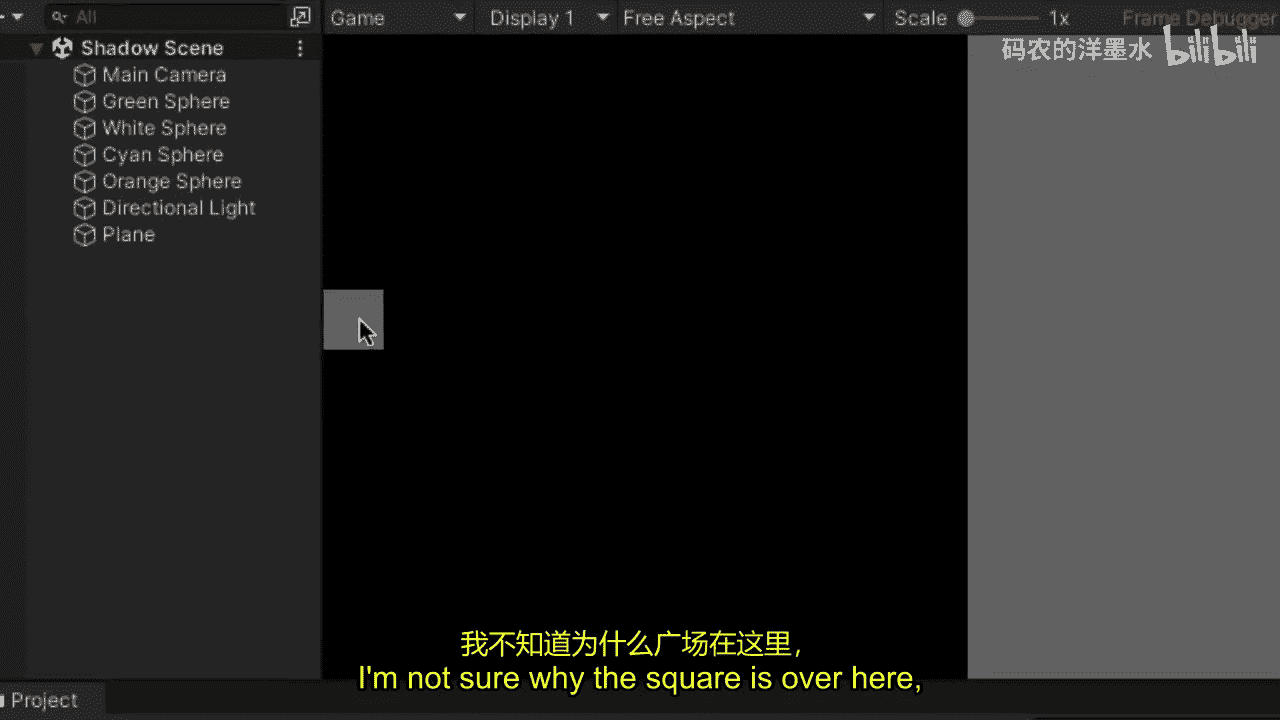 All
Game
Display 1
Free Aspect
Scale
1x
Frame Debugger
码农的洋墨水 bilibili
Shadow Scene
Main Camera
Green Sphere
White Sphere
Cyan Sphere
Orange Sphere
Directional Light
Plane
我不知道为什么广场在这里，
I'm not sure why the square is over here,
Project